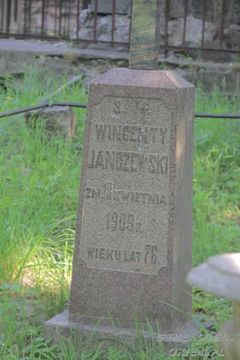 Ś.†P.
WINCENTY
JANCZEWSKI
ZM. 10 KWIETNIA
1909 R.
WIEKU LAT 76